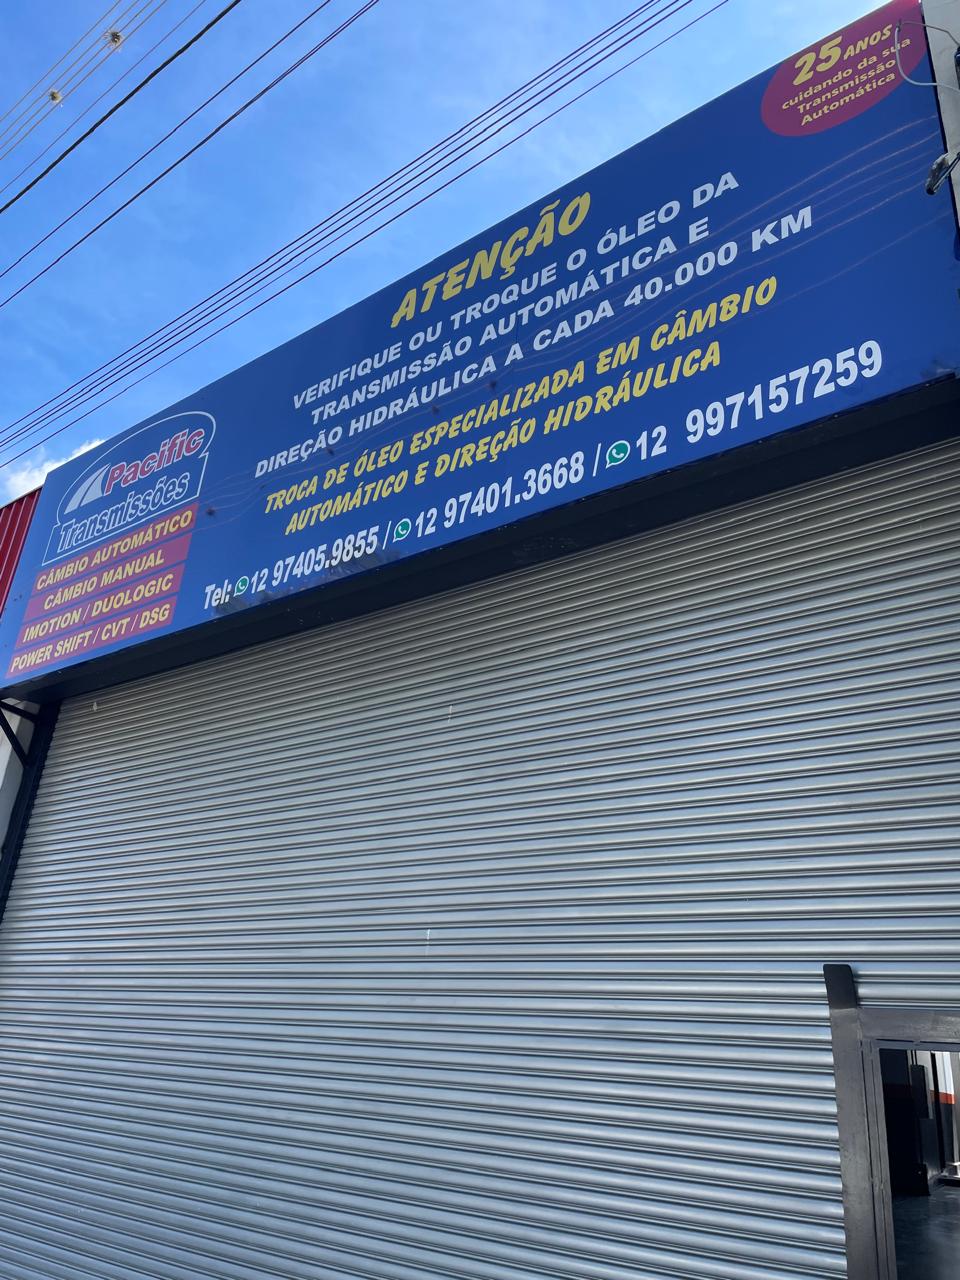 25 ANOS
cuidando da sua
Transmissão
Automática
ATENÇÃO
VERIFIQUE OU TROQUE O ÓLEO DA
TRANSMISSÃO AUTOMÁTICA E
DIREÇÃO HIDRÁULICA A CADA 40.000 KM
TROCA DE ÓLEO ESPECIALIZADA EM CÂMBIO
AUTOMÁTICO E DIREÇÃO HIDRÁULICA
Tel: 12 97405.9855 / 12 97401.3668 / 12 997157259
Pacific
Transmissões
CÂMBIO AUTOMÁTICO
CÂMBIO MANUAL
IMOTION / DUOLOGIC
POWER SHIFT / CVT / DSG